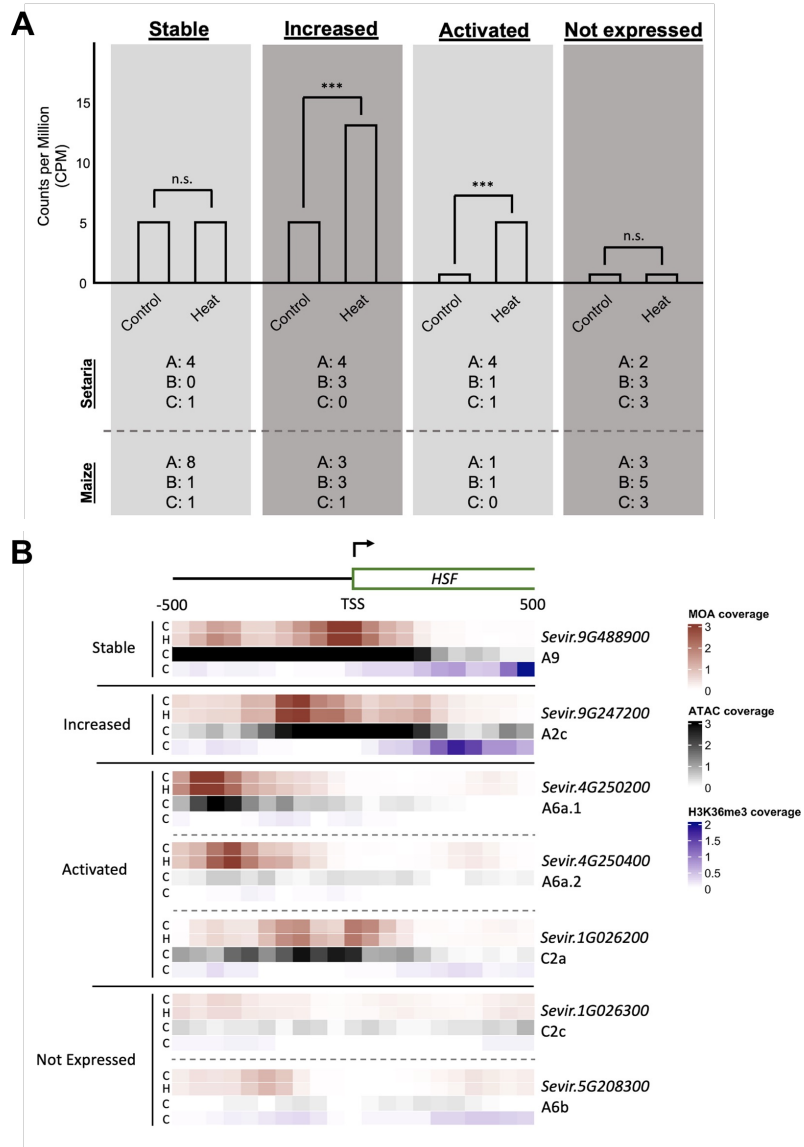 A
Stable
Increased
Activated
Not expressed
Counts per Million
(CPM)
15
10
5
0
n.s.
***
***
n.s.
Control
Heat
Control
Heat
Control
Heat
Control
Heat
Setaria
A: 4
B: 0
C: 1
A: 4
B: 3
C: 0
A: 4
B: 1
C: 1
A: 2
B: 3
C: 3
Maize
A: 8
B: 1
C: 1
A: 3
B: 3
C: 1
A: 1
B: 1
C: 0
A: 3
B: 5
C: 3
B
HSF
-500
TSS
500
Stable
C
H
C
C
Sevir.9G488900
A9
Increased
C
H
C
C
Sevir.9G247200
A2c
Activated
C
H
C
C
Sevir.4G250200
A6a.1
C
H
C
C
Sevir.4G250400
A6a.2
C
H
C
C
Sevir.1G026200
C2a
Not Expressed
C
H
C
C
Sevir.1G026300
C2c
C
H
C
C
Sevir.5G208300
A6b
MOA coverage
3
2
1
0
ATAC coverage
3
2
1
0
H3K36me3 coverage
2
1.5
1
0.5
0